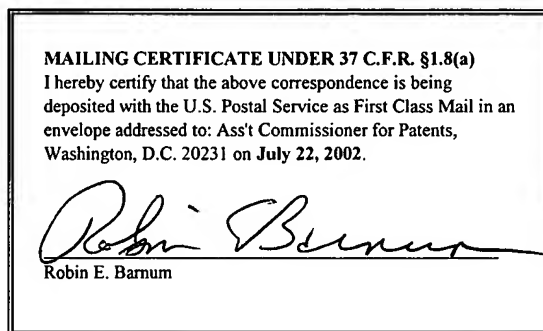 MAILING CERTIFICATE UNDER 37 C.F.R. §1.8(a)
I hereby certify that the above correspondence is being
deposited with the U.S. Postal Service as First Class Mail in an
envelope addressed to: Ass't Commissioner for Patents,
Washington, D.C. 20231 on July 22, 2002.
Robin E Barnum
Robin E. Barnum